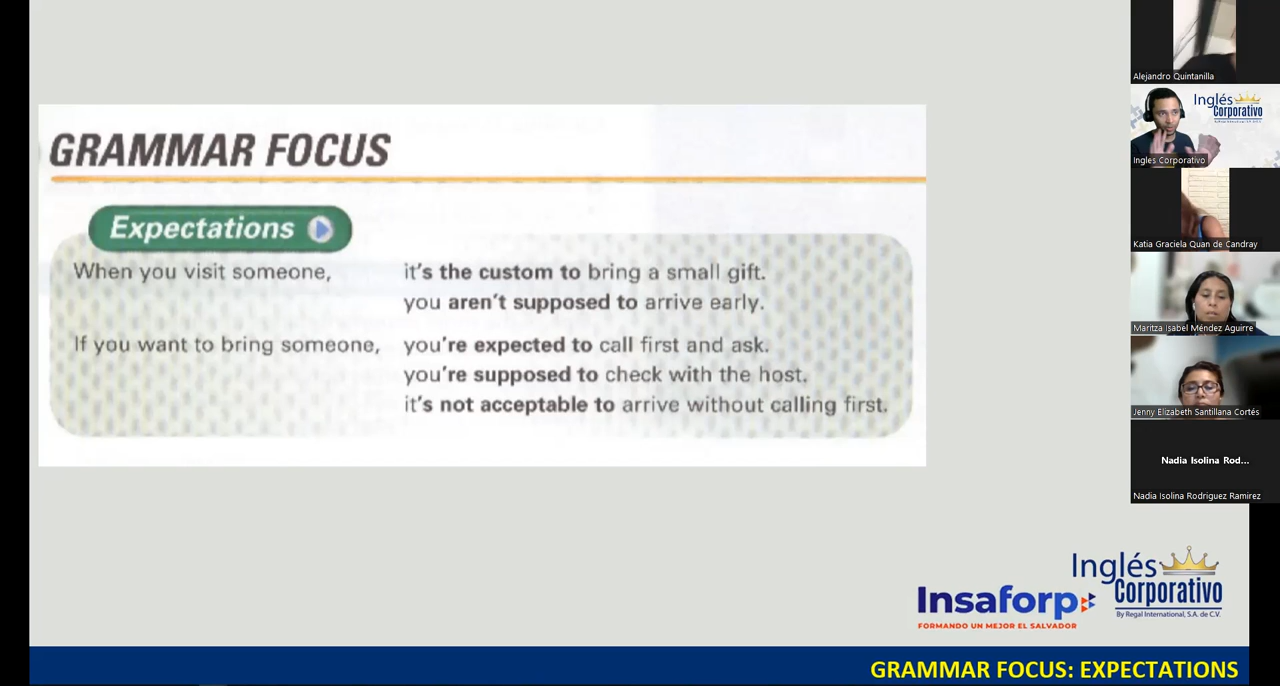 GRAMMAR FOCUS
Expectations
When you visit someone, it's the custom to bring a small gift.
you aren't supposed to arrive early.
If you want to bring someone, you're expected to call first and ask.
you're supposed to check with the host.
it's not acceptable to arrive without calling first.
Insaforp
FORMANDO UN MEJOR EL SALVADOR
Inglés
Corporativo
By Regal International, S.A. de C.V.
GRAMMAR FOCUS: EXPECTATIONS
Alejandro Quintanilla
Inglés
Corporativo
Ingles Corporativo
Katia Graciela Quan de Candray
Maritza Isabel Méndez Aguirre
Jenny Elizabeth Santillana Cortés
Nadia Isolina Rod...
Nadia Isolina Rodriguez Ramirez